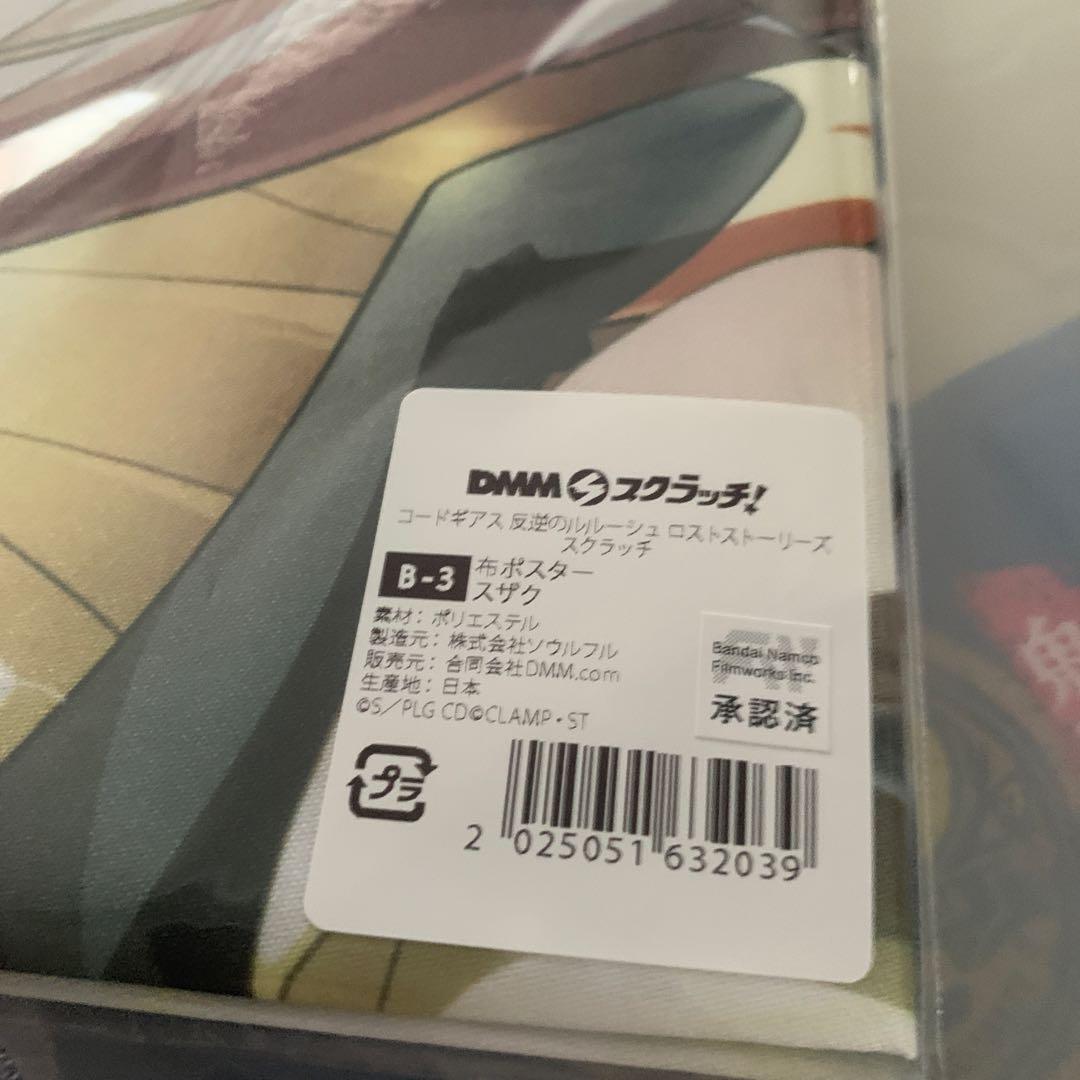 DMM スクラッチ!
コードギアス 反逆のルルーシュ ロストストーリーズ
スクラッチ
B-3 布ポスター
スザク
素材：ポリエステル
製造元：株式会社ソウルフル
販売元：合同会社DMM.com
生産地：日本
©S／PLG CD©CLAMP・ST
Bandai Namco
Filmworks Inc.
承認済
プラ
2 025051 632039